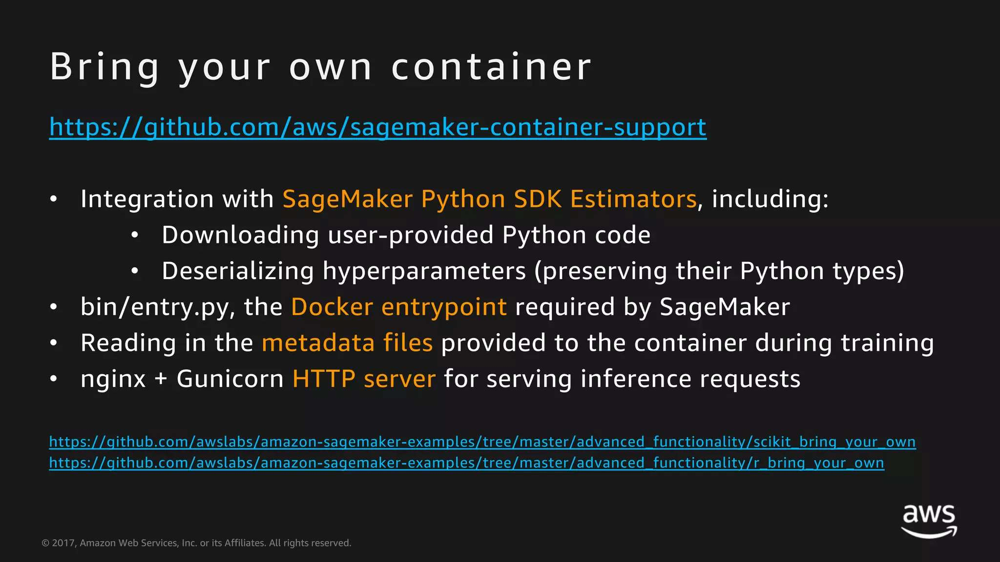 Bring your own container
https://github.com/aws/sagemaker-container-support
• Integration with SageMaker Python SDK Estimators, including:
• Downloading user-provided Python code
• Deserializing hyperparameters (preserving their Python types)
• bin/entry.py, the Docker entrypoint required by SageMaker
• Reading in the metadata files provided to the container during training
• nginx + Gunicorn HTTP server for serving inference requests
https://github.com/awslabs/amazon-sagemaker-examples/tree/master/advanced_functionality/scikit_bring_your_own
https://github.com/awslabs/amazon-sagemaker-examples/tree/master/advanced_functionality/r_bring_your_own
aws
© 2017, Amazon Web Services, Inc. or its Affiliates. All rights reserved.